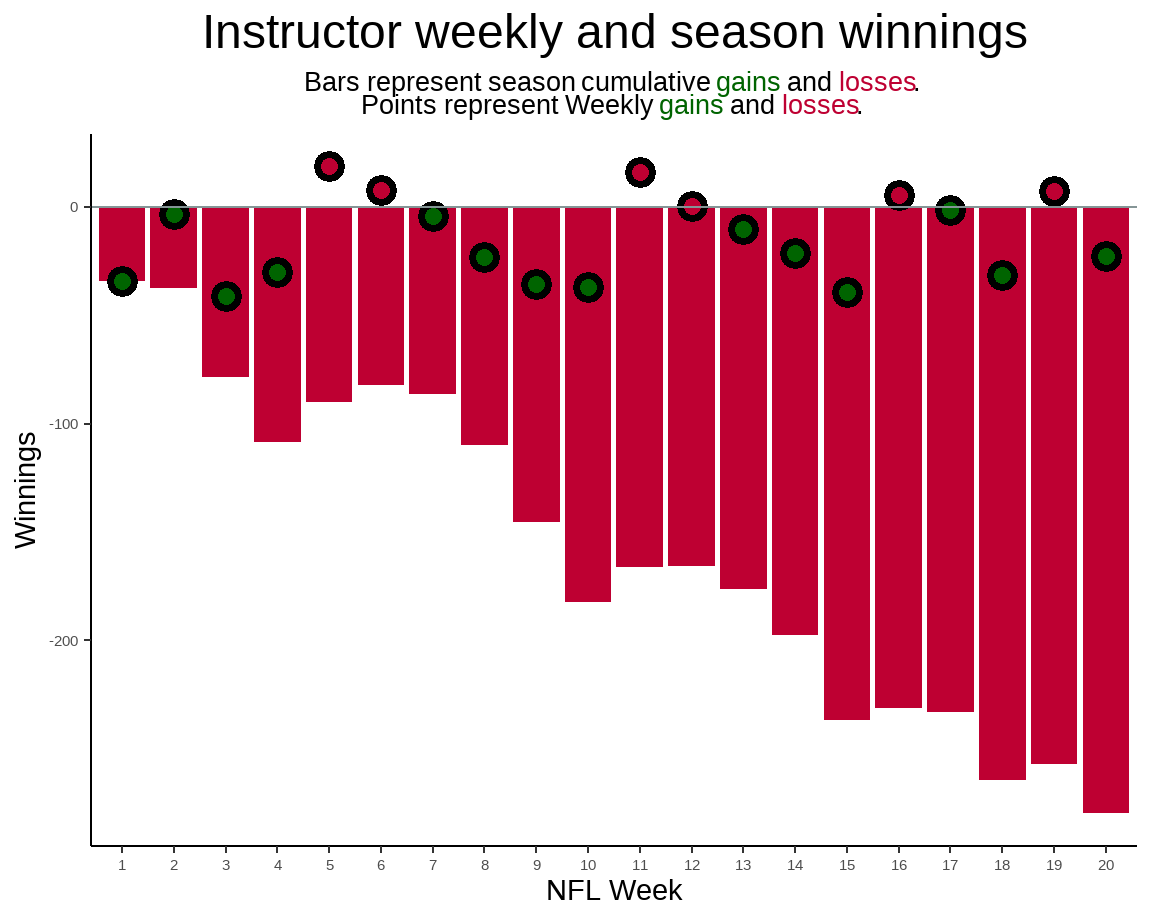 Instructor weekly and season winnings
Bars represent season cumulative gains and losses.
Points represent Weekly gains and losses.
0
-100
-200
Winnings
1 2 3 4 5 6 7 8 9 10 11 12 13 14 15 16 17 18 19 20
NFL Week